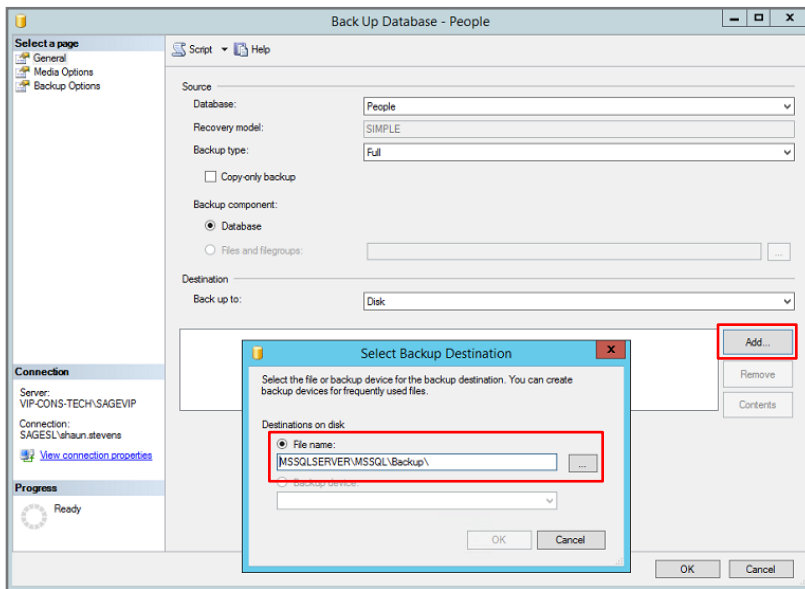 Back Up Database - People
Select a page
General
Media Options
Backup Options
Script
Help
Source
Database:
People
Recovery model:
SIMPLE
Backup type:
Full
Copy-only backup
Backup component:
Database
Files and filegroups:
...
Destination
Back up to:
Disk
Add...
Remove
Contents
Select Backup Destination
Select the file or backup device for the backup destination. You can create
backup devices for frequently used files.
Destinations on disk
File name:
MSSQLSERVER\MSSQL\Backup\
...
Backup device:
OK
Cancel
Connection
Server:
VIP-CONS-TECH\SAGEVIP
Connection:
SAGESL\shaun.stevens
View connection properties
Progress
Ready
OK
Cancel